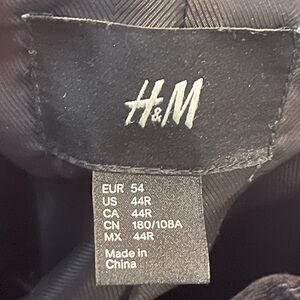 H&M
EUR 54
US 44R
CA 44R
CN 180/108A
MX 44R
Made in
China